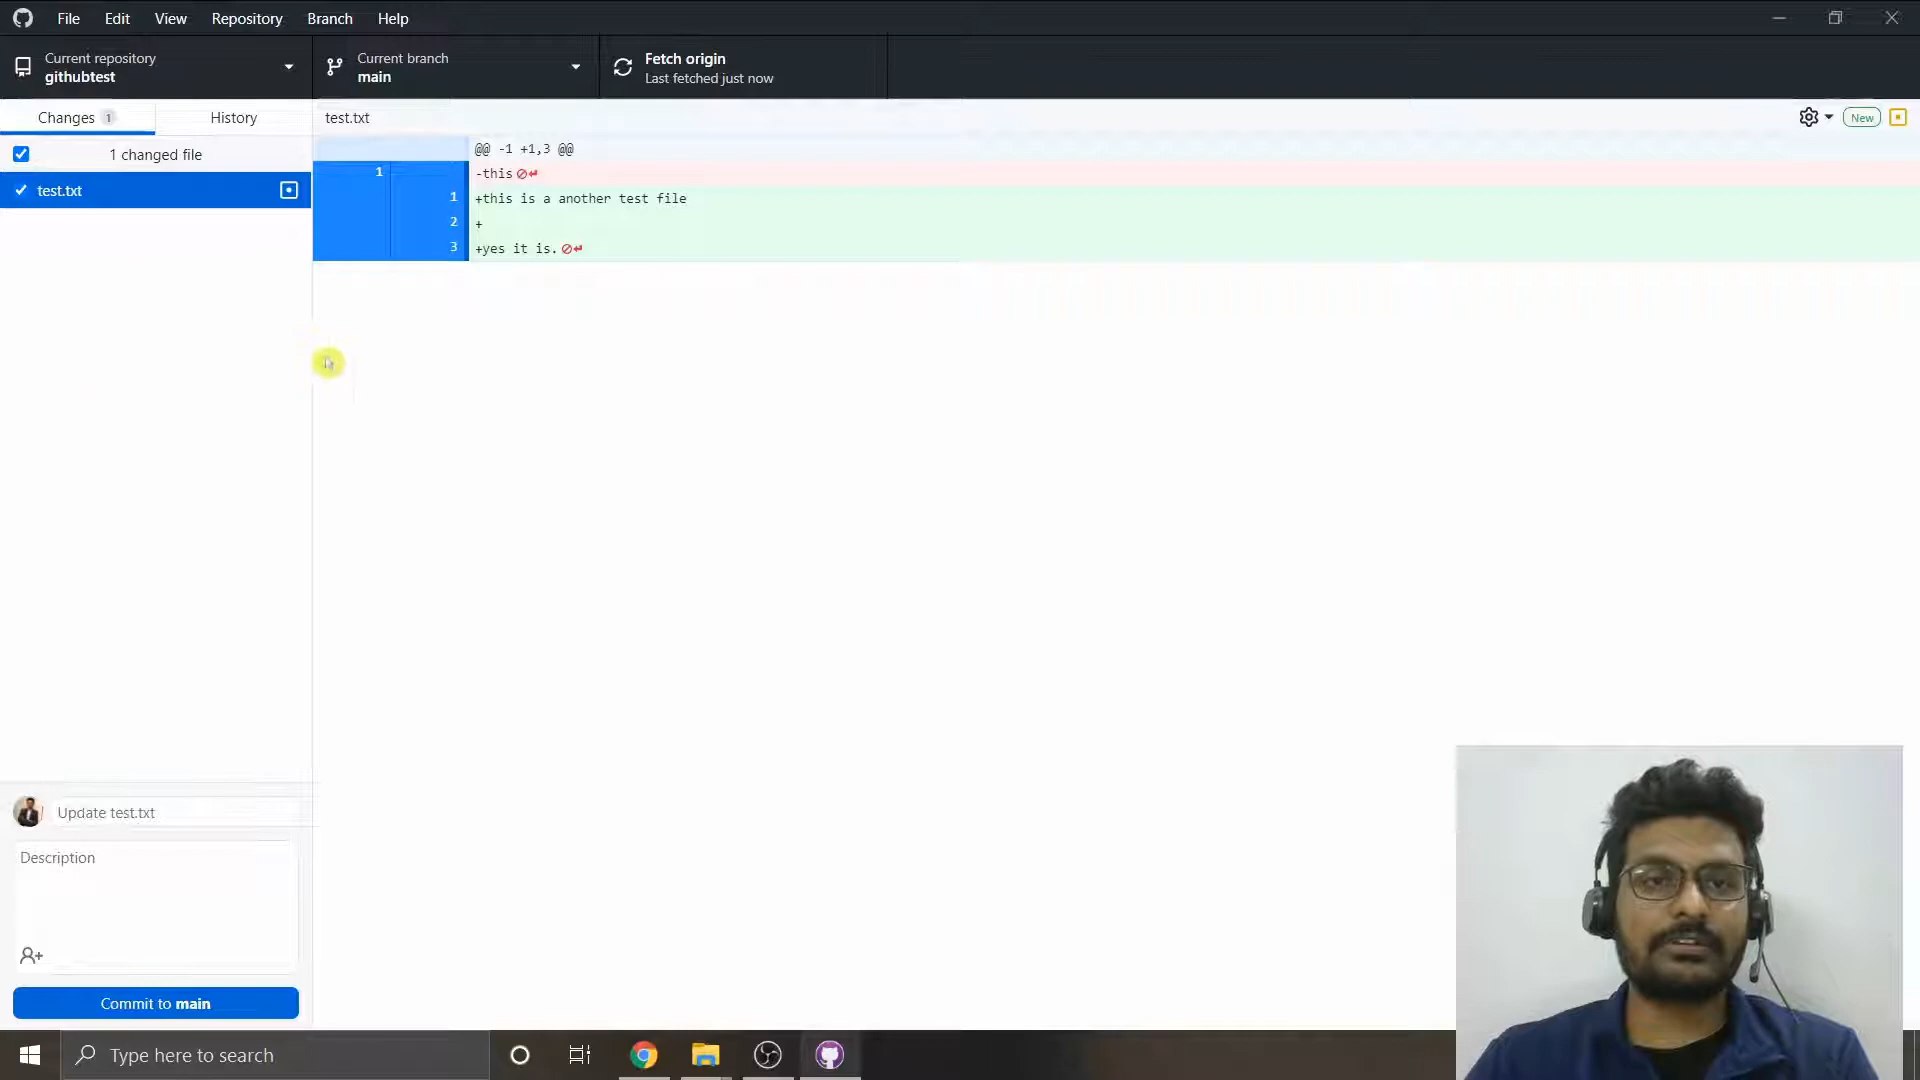 File Edit View Repository Branch Help
Current repository
githubtest
Current branch
main
Fetch origin
Last fetched just now
Changes 1
History
test.txt
New
1 changed file
test.txt
@@ -1 +1,3 @@
1 -this
1 +this is a another test file
2 +
3 +yes it is.
Update test.txt
Description
Commit to main
Type here to search